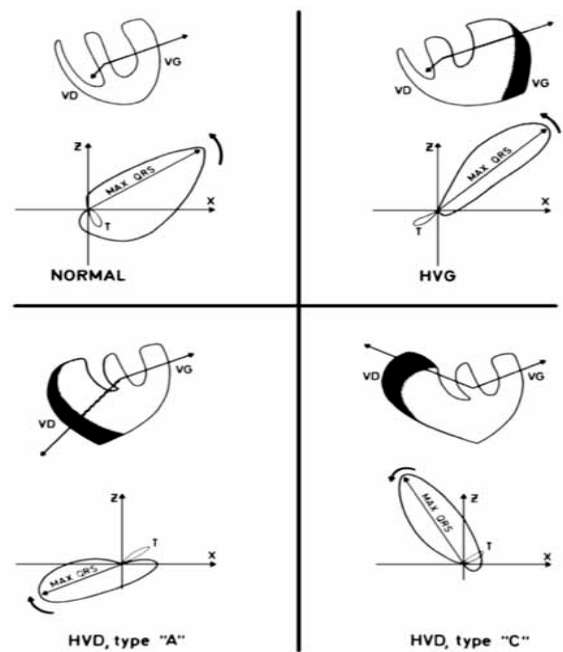 VD
VG
Z
MAX QRS
X
T
NORMAL
VD
VG
Z
MAX QRS
X
T
HVG
VG
VD
Z
T
X
MAX QRS
HVD, type "A"
VD
VG
Z
MAX QRS
T
X
HVD, type "C"